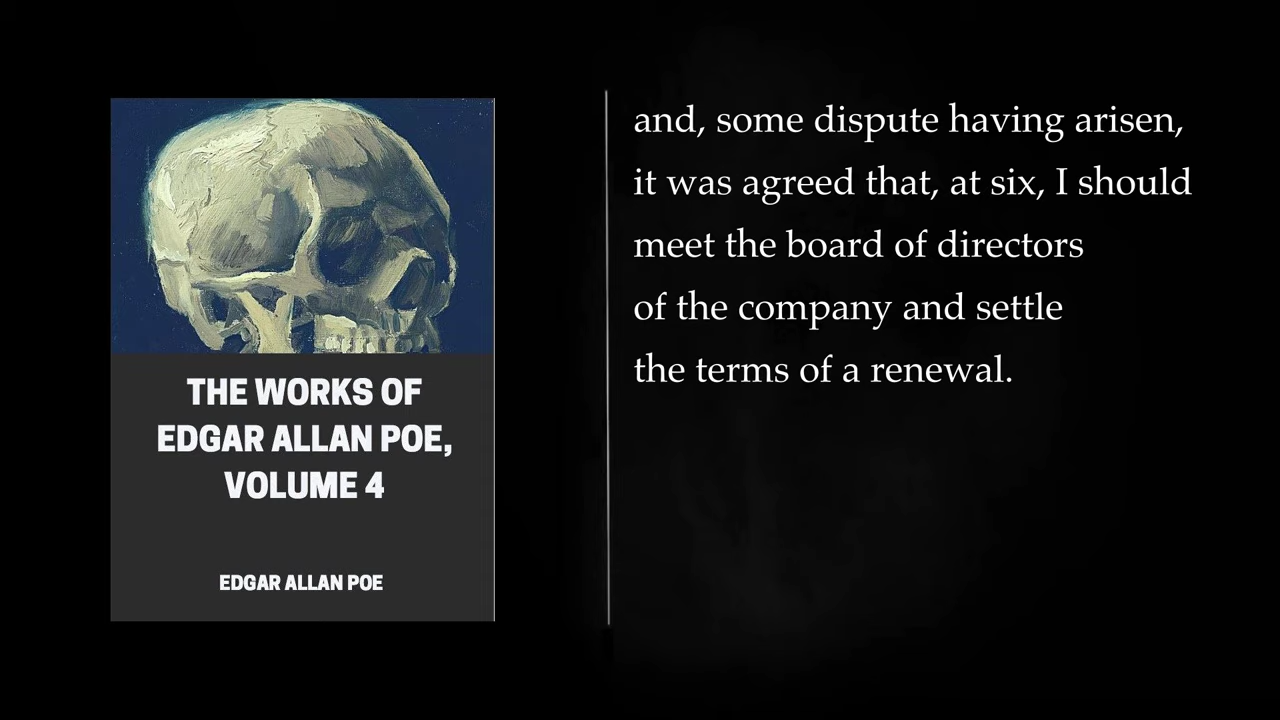 THE WORKS OF
EDGAR ALLAN POE,
VOLUME 4
EDGAR ALLAN POE
and, some dispute having arisen,
it was agreed that, at six, I should
meet the board of directors
of the company and settle
the terms of a renewal.